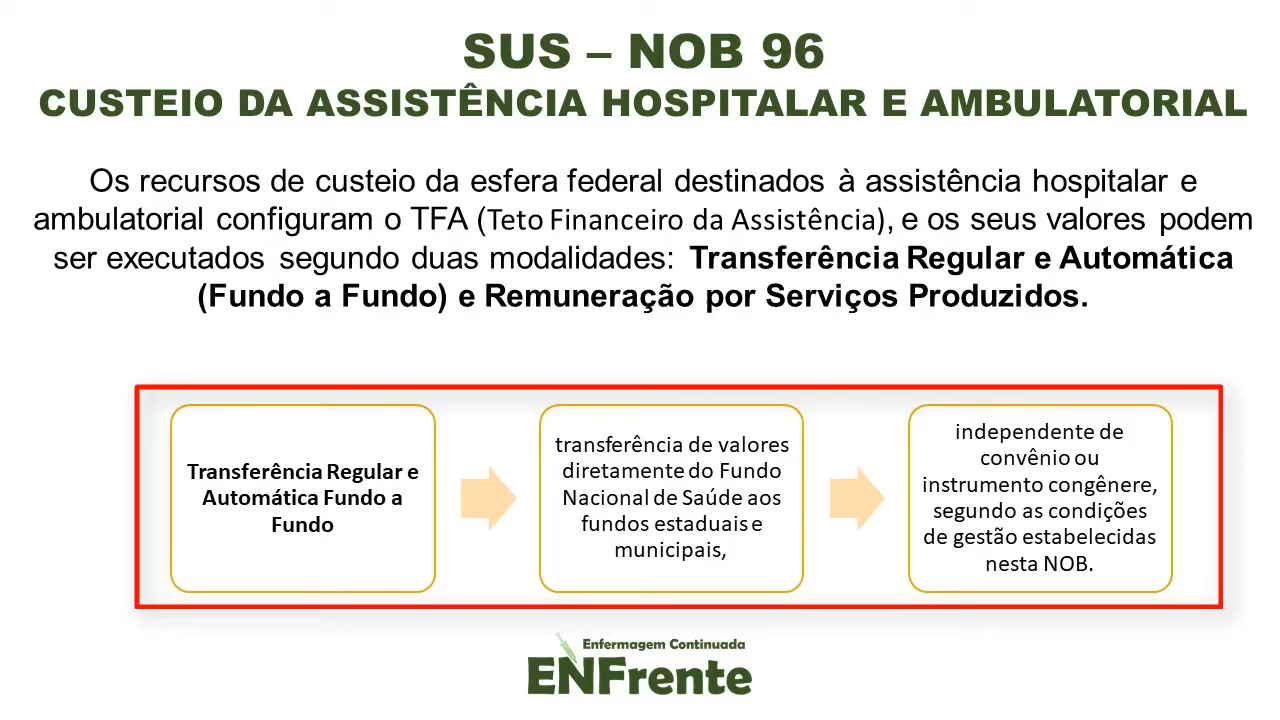 SUS – NOB 96
CUSTEIO DA ASSISTÊNCIA HOSPITALAR E AMBULATORIAL
Os recursos de custeio da esfera federal destinados à assistência hospitalar e
ambulatorial configuram o TFA (Teto Financeiro da Assistência), e os seus valores podem
ser executados segundo duas modalidades: Transferência Regular e Automática
(Fundo a Fundo) e Remuneração por Serviços Produzidos.
Transferência Regular e
Automática Fundo a
Fundo
transferência de valores
diretamente do Fundo
Nacional de Saúde aos
fundos estaduais e
municipais,
independente de
convênio ou
instrumento congênere,
segundo as condições
de gestão estabelecidas
nesta NOB.
Enfermagem Continuada
ENFrente